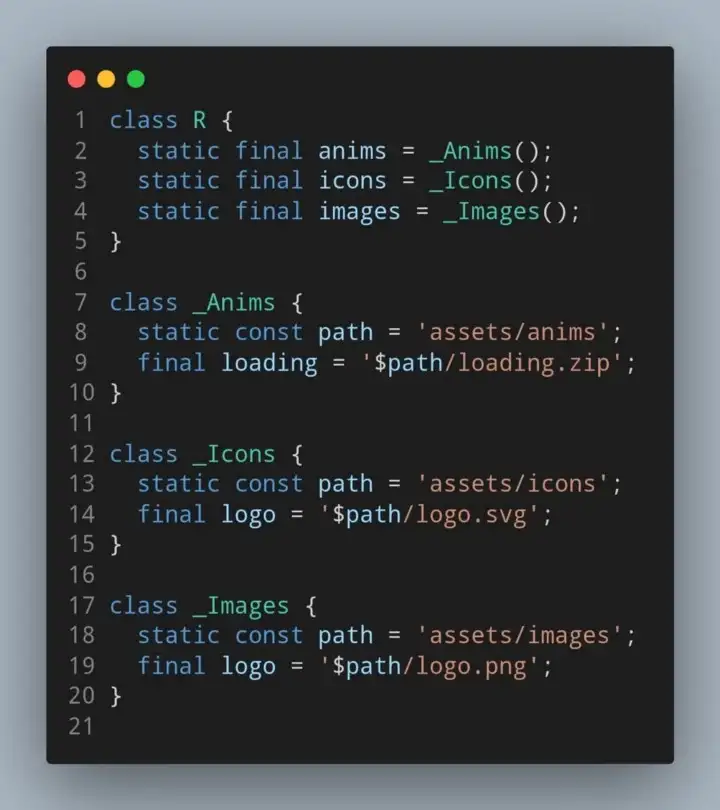 1 class R {
2   static final anims = _Anims();
3   static final icons = _Icons();
4   static final images = _Images();
5 }
6
7 class _Anims {
8   static const path = 'assets/anims';
9   final loading = '$path/loading.zip';
10 }
11
12 class _Icons {
13   static const path = 'assets/icons';
14   final logo = '$path/logo.svg';
15 }
16
17 class _Images {
18   static const path = 'assets/images';
19   final logo = '$path/logo.png';
20 }
21